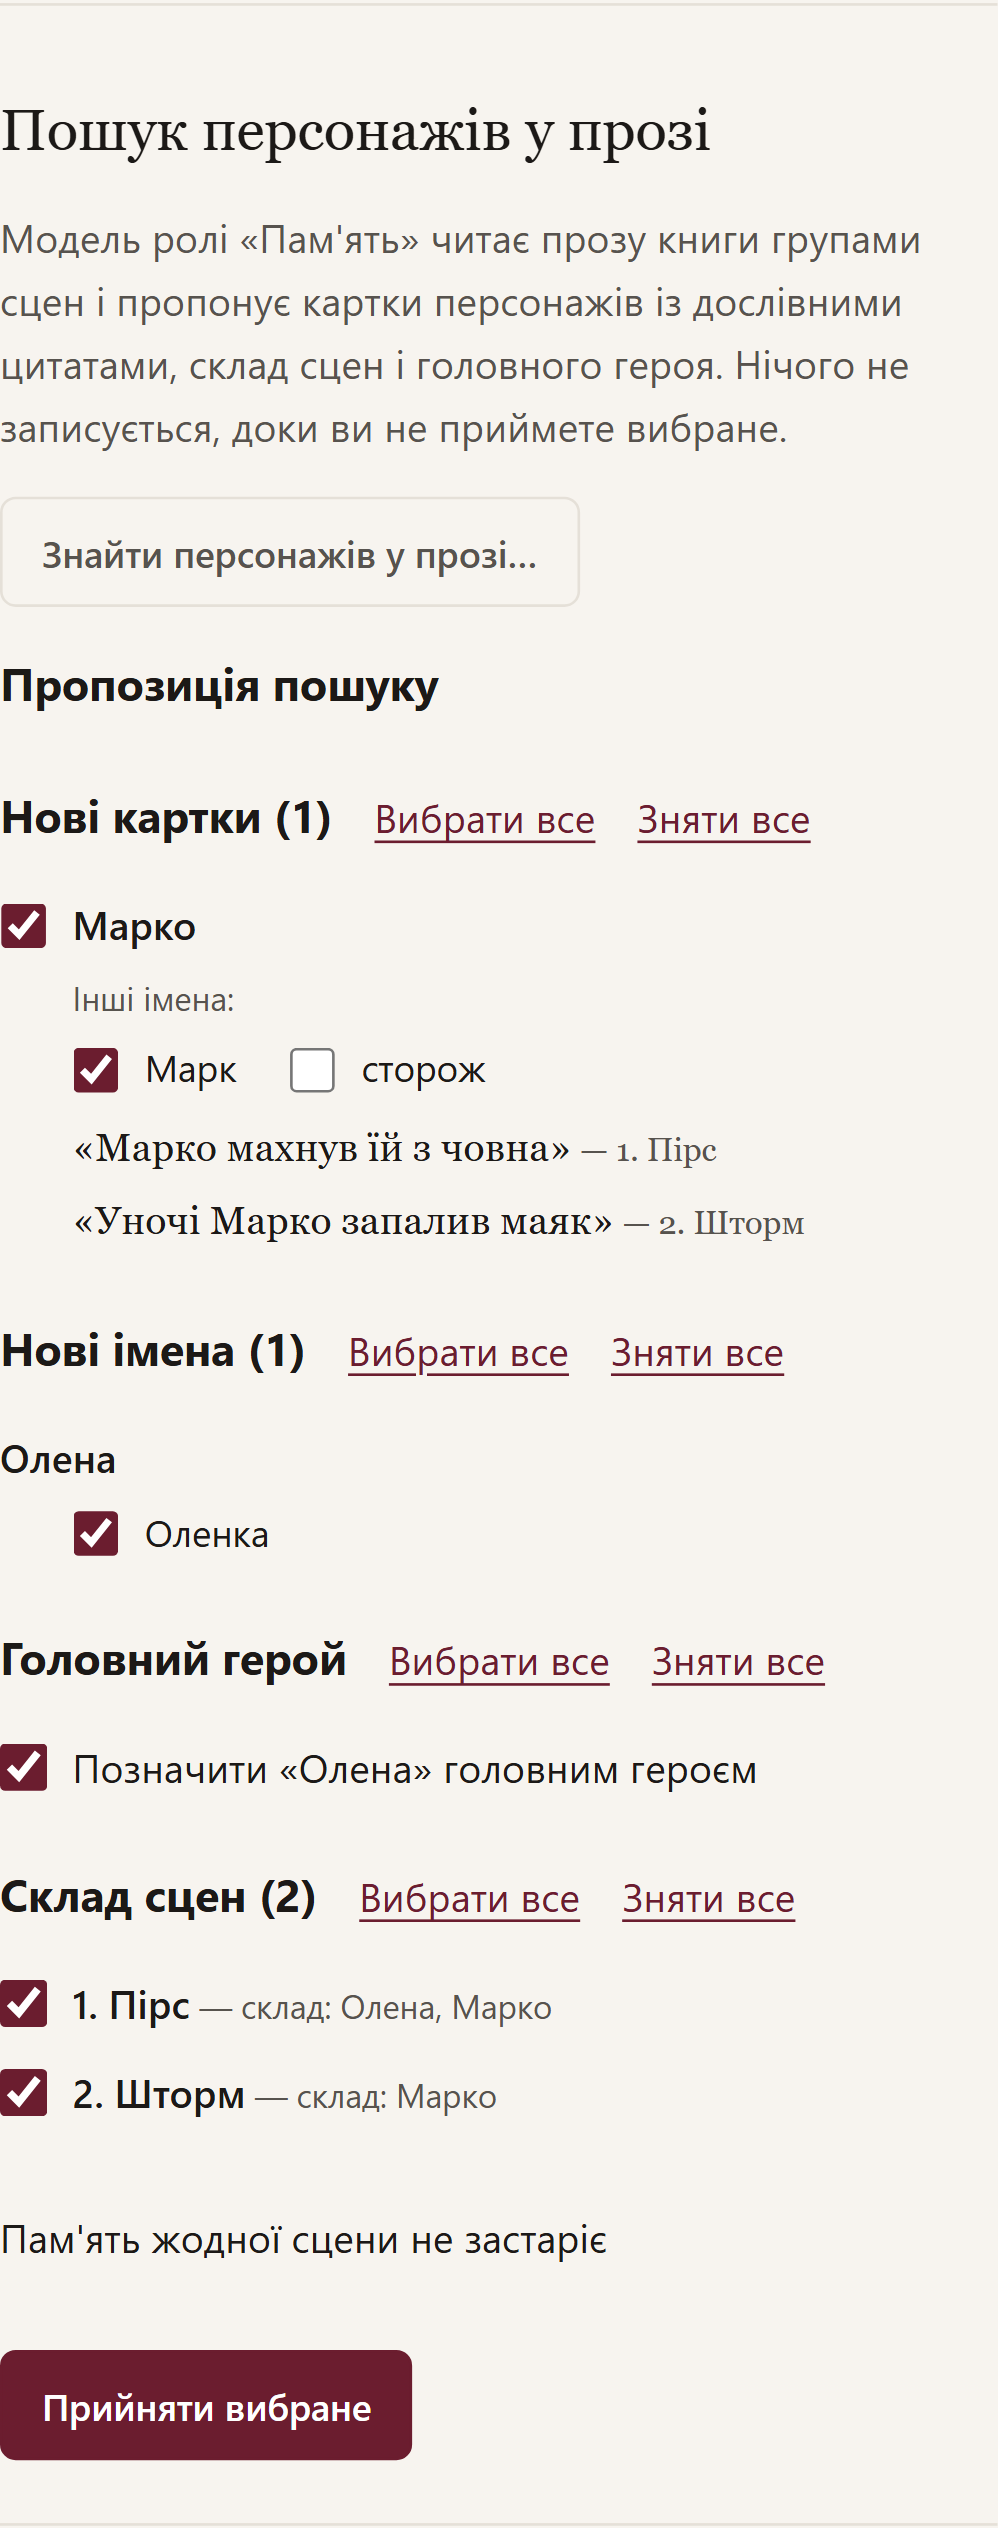 Пошук персонажів у прозі
Модель ролі «Пам'ять» читає прозу книги групами
сцен і пропонує картки персонажів із дослівними
цитатами, склад сцен і головного героя. Нічого не
записується, доки ви не приймете вибране.
Знайти персонажів у прозі...
Пропозиція пошуку
Нові картки (1) Вибрати все Зняти все
Марко
Інші імена:
Марк сторож
«Марко махнув їй з човна» — 1. Пірс
«Уночі Марко запалив маяк» — 2. Шторм
Нові імена (1) Вибрати все Зняти все
Олена
Оленка
Головний герой Вибрати все Зняти все
Позначити «Олена» головним героєм
Склад сцен (2) Вибрати все Зняти все
1. Пірс — склад: Олена, Марко
2. Шторм — склад: Марко
Пам'ять жодної сцени не застаріє
Прийняти вибране